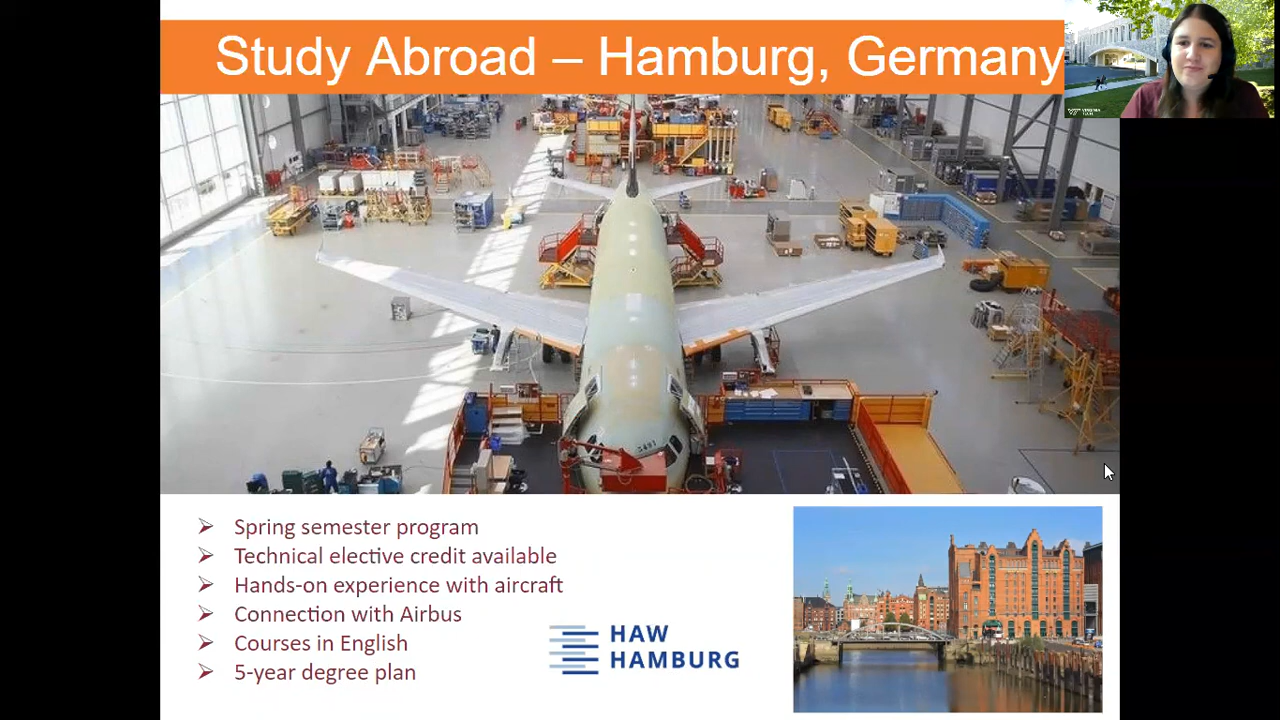 Study Abroad – Hamburg, Germany
➢ Spring semester program
➢ Technical elective credit available
➢ Hands-on experience with aircraft
➢ Connection with Airbus
➢ Courses in English
➢ 5-year degree plan
HAW
HAMBURG